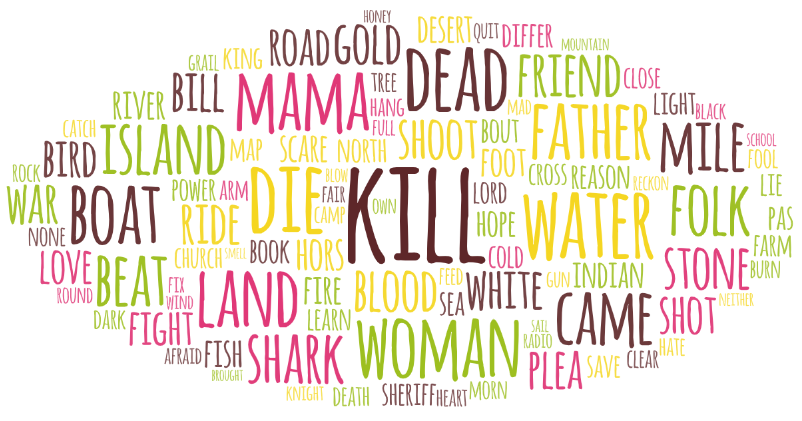 HONEY
DESERT QUIT DIFFER
ROAD GOLD
MOUNTAIN
GRAIL KING
BILL MAMA TREE DEAD FRIEND CLOSE
RIVER HANG MAD LIGHT BLACK
FULL FATHER
CATCH ISLAND MAP SCARE NORTH SHOOT BOUT MILE SCHOOL
BIRD FOOT FOOL
ROCK POWER ARM DIE BLOW KILL LORD CROSS REASON RECKON LIE
WAR BOAT RIDE FAIR OWN HOPE WATER FOLK PAS
NONE CAMP
CHURCH SMELL BOOK HORS COLD STONE FARM
LOVE BEAT LAND FIRE BLOOD FEED WHITE GUN INDIAN BURN
ROUND FIX SEA CAME SHOT NEITHER
WIND
DARK FIGHT LEARN SAIL
AFRAID FISH SHARK WOMAN RADIO PLEA SAVE CLEAR HATE
BROUGHT
KNIGHT DEATH SHERIFF HEART MORN